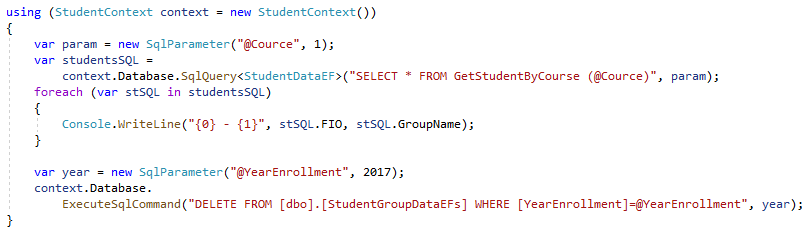 using (StudentContext context = new StudentContext())
{
    var param = new SqlParameter("@Cource", 1);
    var studentsSQL =
        context.Database.SqlQuery<StudentDataEF>("SELECT * FROM GetStudentByCourse (@Cource)", param);
    foreach (var stSQL in studentsSQL)
    {
        Console.WriteLine("{0} - {1}", stSQL.FIO, stSQL.GroupName);
    }

    var year = new SqlParameter("@YearEnrollment", 2017);
    context.Database.
        ExecuteSqlCommand("DELETE FROM [dbo].[StudentGroupDataEFs] WHERE [YearEnrollment]=@YearEnrollment", year);
}